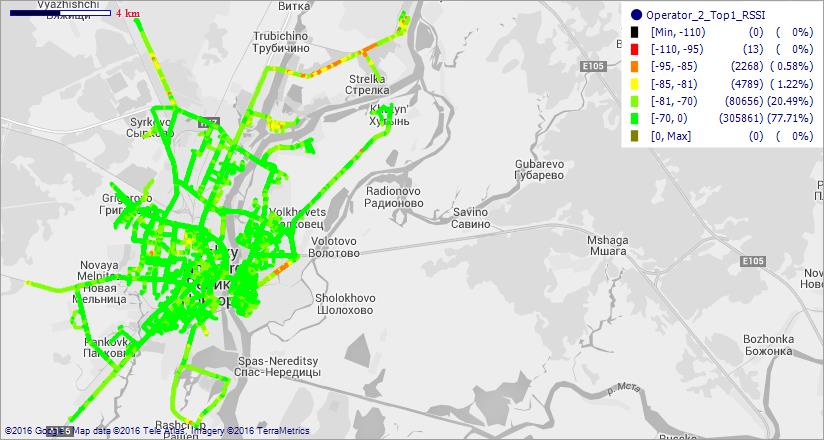 Vyazhishchi
Вяжищи
4 km
Витка
Trubichino
Трубичино
Strelka
Стрелка
Khutyn'
Хутынь
Syrkovo
Сырково
Grigorovo
Volkhovets
Volotovo
Волотово
Radionovo
Радионово
Savino
Савино
Gubarevo
Губарево
Mshaga
Мшага
E105
E105
Novaya
Melnitsa
Новая
Мельница
Sholokhovo
Шолохово
Pankovka
Панковка
Spas-Nereditsy
Спас-Нередицы
Bozhonka
Божонка
р. Мста
Operator_2_Top1_RSSI
[Min, -110) (0) ( 0%)
[-110, -95) (13) ( 0%)
[-95, -85) (2268) ( 0.58%)
[-85, -81) (4789) ( 1.22%)
[-81, -70) (80656) (20.49%)
[-70, 0) (305861) (77.71%)
[0, Max] (0) ( 0%)
©2016 Google, Map data ©2016 Tele Atlas, Imagery ©2016 TerraMetrics